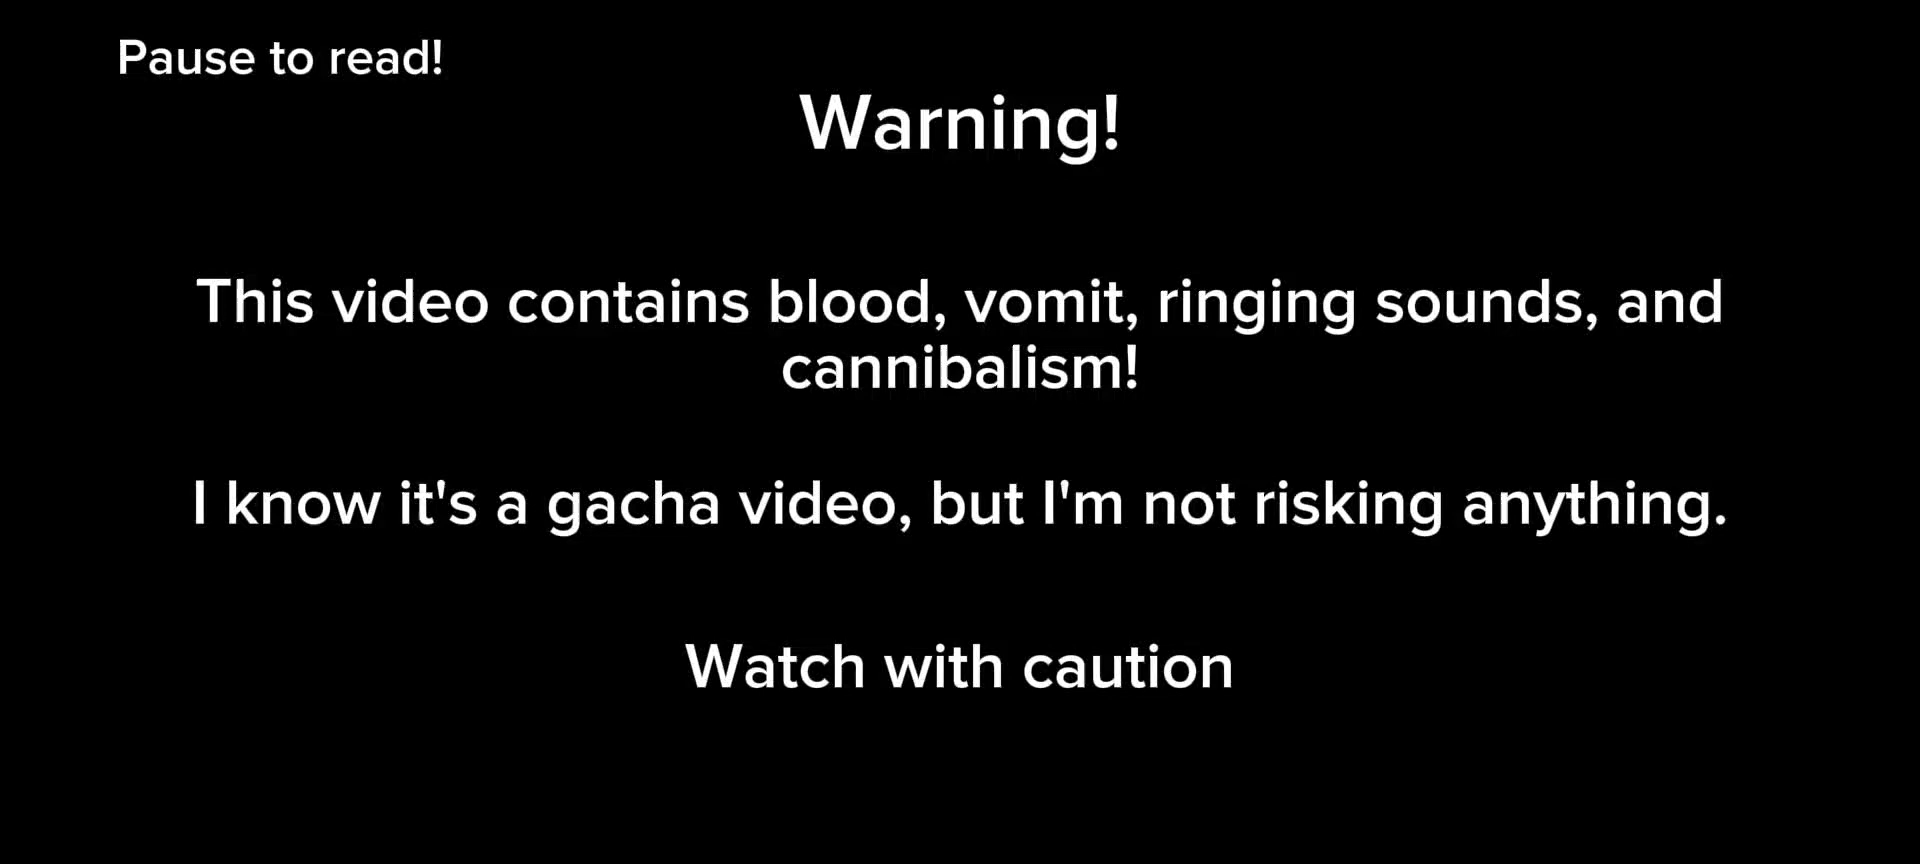 Pause to read!
Warning!
This video contains blood, vomit, ringing sounds, and
cannibalism!
I know it's a gacha video, but I'm not risking anything.
Watch with caution